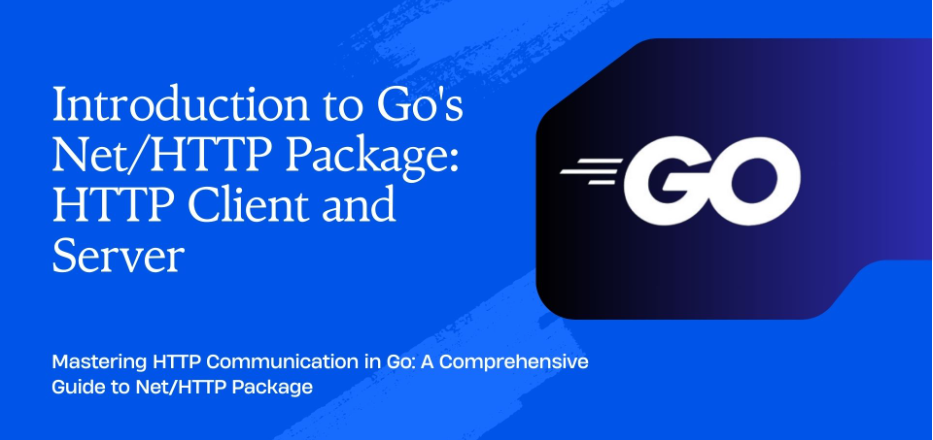 Introduction to Go's
Net/HTTP Package:
HTTP Client and
Server
GO
Mastering HTTP Communication in Go: A Comprehensive
Guide to Net/HTTP Package